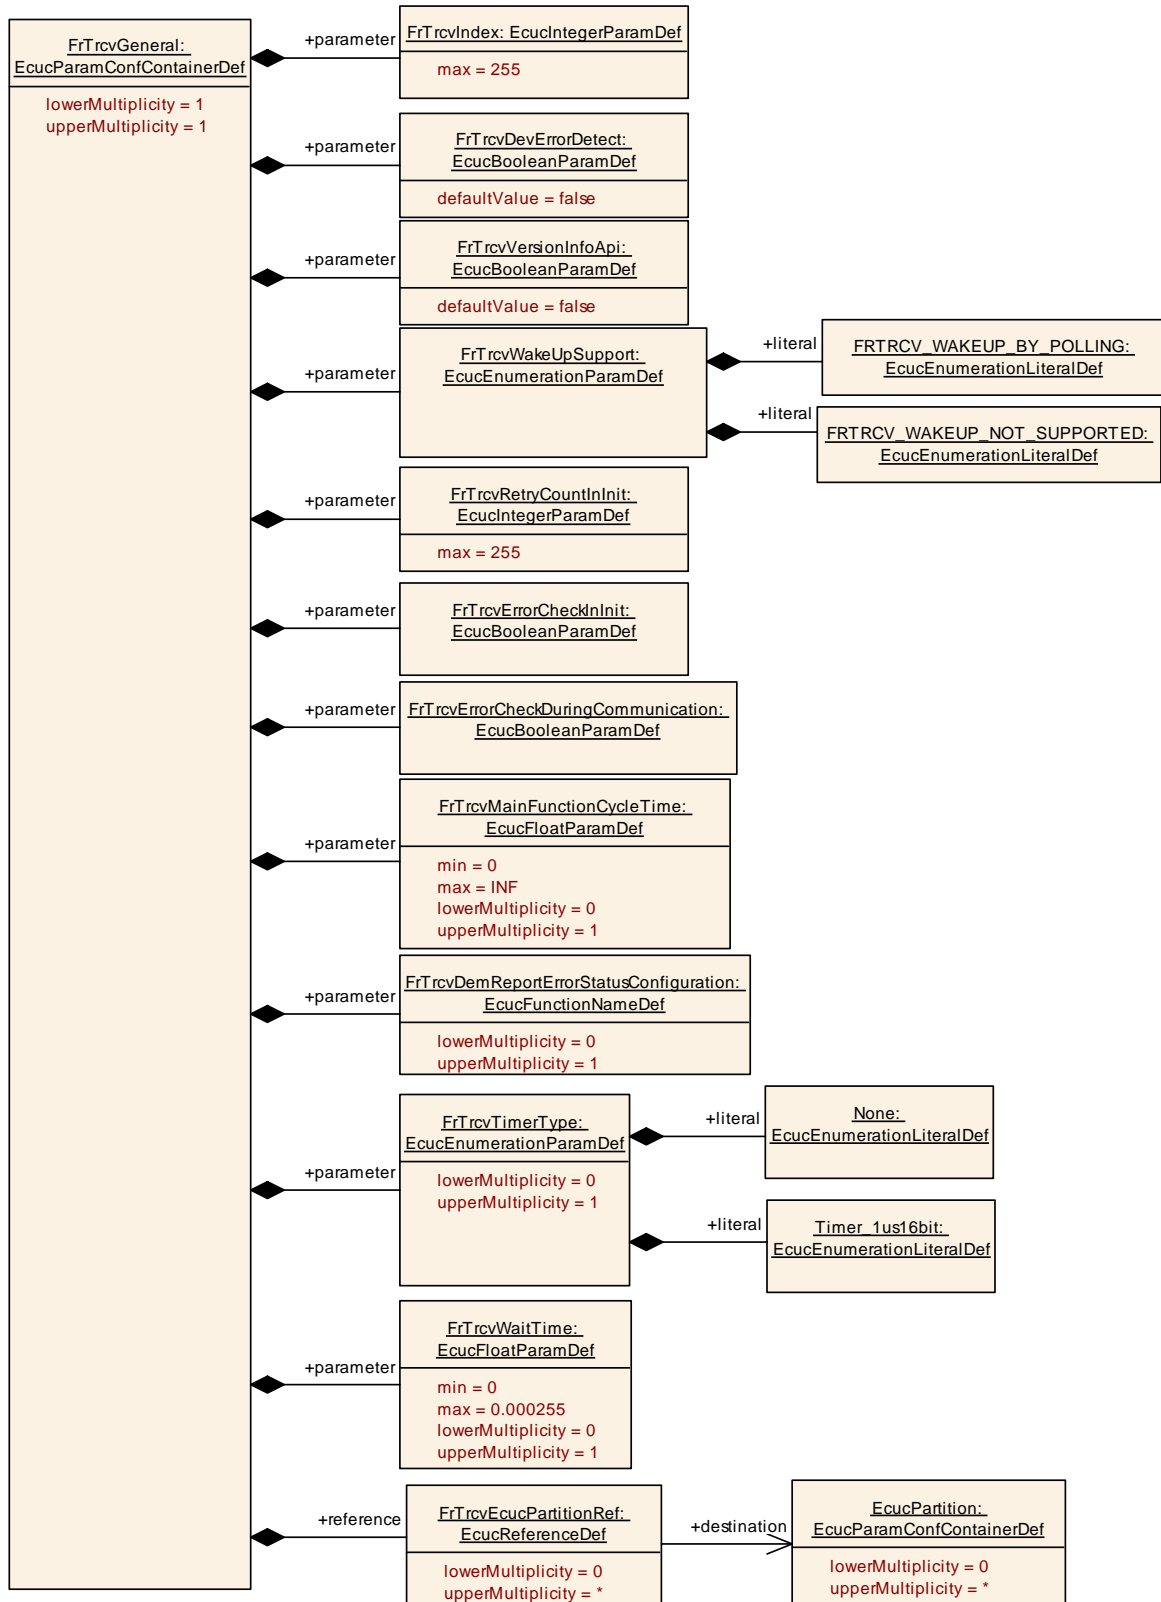 FrTrcvGeneral:
EcucParamConfContainerDef
lowerMultiplicity = 1
upperMultiplicity = 1
+parameter
FrTrcvIndex: EcucIntegerParamDef
max = 255
+parameter
FrTrcvDevErrorDetect:
EcucBooleanParamDef
defaultValue = false
+parameter
FrTrcvVersionInfoApi:
EcucBooleanParamDef
defaultValue = false
+parameter
FrTrcvWakeUpSupport:
EcucEnumerationParamDef
+literal
FRTRCV_WAKEUP_BY_POLLING:
EcucEnumerationLiteralDef
+literal
FRTRCV_WAKEUP_NOT_SUPPORTED:
EcucEnumerationLiteralDef
+parameter
FrTrcvRetryCountInInit:
EcucIntegerParamDef
max = 255
+parameter
FrTrcvErrorCheckInInit:
EcucBooleanParamDef
+parameter
FrTrcvErrorCheckDuringCommunication:
EcucBooleanParamDef
+parameter
FrTrcvMainFunctionCycleTime:
EcucFloatParamDef
min = 0
max = INF
lowerMultiplicity = 0
upperMultiplicity = 1
+parameter
FrTrcvDemReportErrorStatusConfiguration:
EcucFunctionNameDef
lowerMultiplicity = 0
upperMultiplicity = 1
+parameter
FrTrcvTimerType:
EcucEnumerationParamDef
lowerMultiplicity = 0
upperMultiplicity = 1
+literal
None:
EcucEnumerationLiteralDef
+literal
Timer_1us16bit:
EcucEnumerationLiteralDef
+parameter
FrTrcvWaitTime:
EcucFloatParamDef
min = 0
max = 0.000255
lowerMultiplicity = 0
upperMultiplicity = 1
+reference
FrTrcvEcucPartitionRef:
EcucReferenceDef
lowerMultiplicity = 0
upperMultiplicity = *
+destination
EcucPartition:
EcucParamConfContainerDef
lowerMultiplicity = 0
upperMultiplicity = *